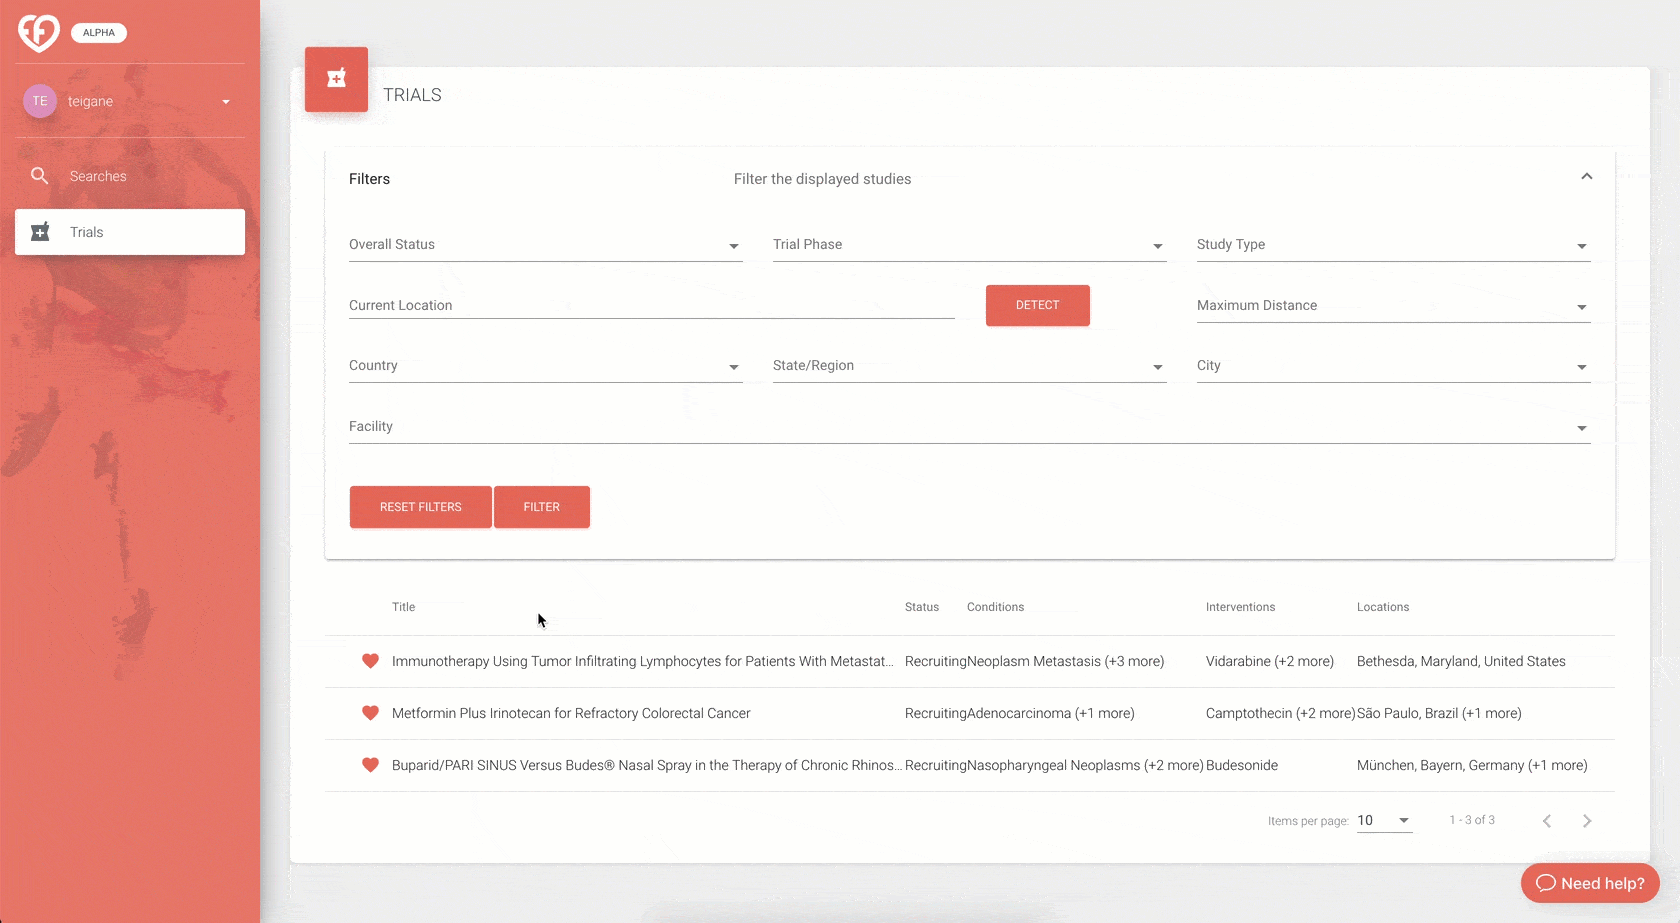 ALPHA
TE teigane
Searches
Trials
TRIALS
Filters Filter the displayed studies
Overall Status Trial Phase Study Type
Current Location DETECT Maximum Distance
Country State/Region City
Facility
RESET FILTERS FILTER
Title Status Conditions Interventions Locations
Immunotherapy Using Tumor Infiltrating Lymphocytes for Patients With Metastat... Recruiting Neoplasm Metastasis (+3 more) Vidarabine (+2 more) Bethesda, Maryland, United States
Metformin Plus Irinotecan for Refractory Colorectal Cancer Recruiting Adenocarcinoma (+1 more) Camptothecin (+2 more) São Paulo, Brazil (+1 more)
Buparid/PARI SINUS Versus Budes® Nasal Spray in the Therapy of Chronic Rhinos... Recruiting Nasopharyngeal Neoplasms (+2 more) Budesonide München, Bayern, Germany (+1 more)
Items per page: 10 1 - 3 of 3
Need help?